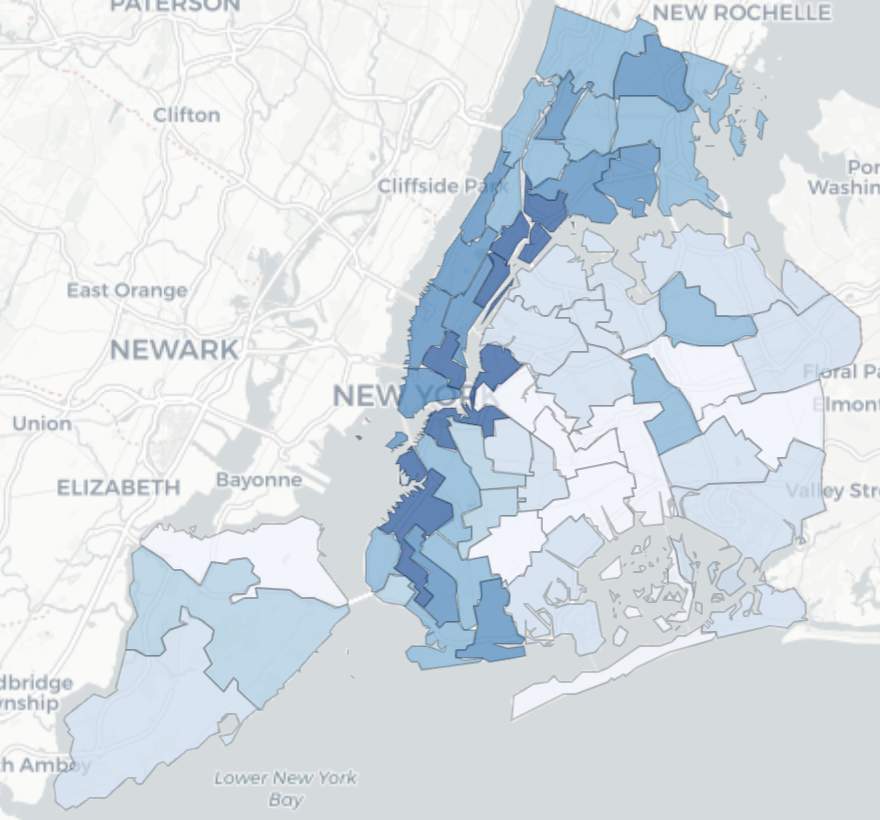 PATERSON
NEW ROCHELLE
Clifton
Cliffside Park
Por
Washin
East Orange
NEWARK
NEW YORK
Floral Pa
Elmont
Union
ELIZABETH
Bayonne
Valley Stre
dbridge
wnship
h Amboy
Lower New York
Bay